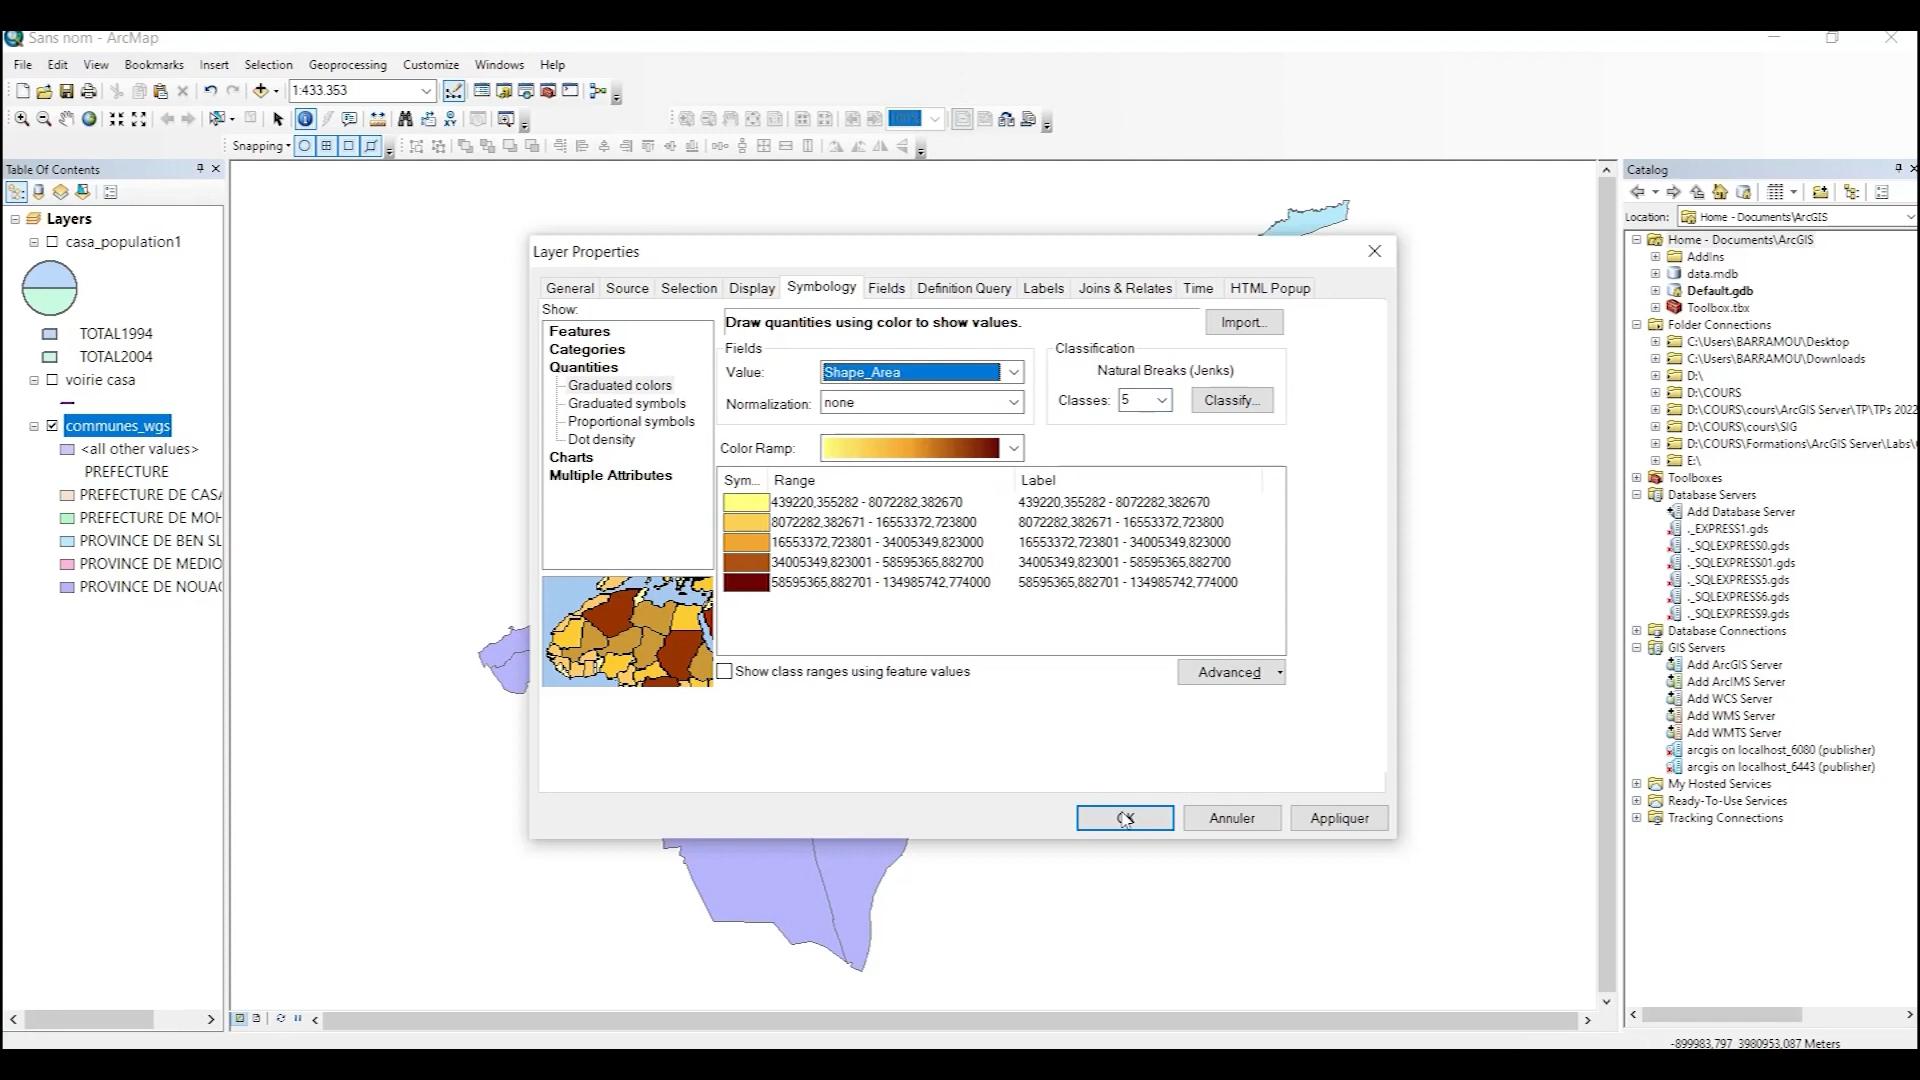 Sans nom - ArcMap
File Edit View Bookmarks Insert Selection Geoprocessing Customize Windows Help
1:433.353
Snapping
Table Of Contents
Layers
casa_population1
TOTAL1994
TOTAL2004
voirie casa
communes_wgs
<all other values>
PREFECTURE
PREFECTURE DE CASA
PREFECTURE DE MOH
PROVINCE DE BEN SL
PROVINCE DE MEDIO
PROVINCE DE NOUAC
Layer Properties
General Source Selection Display Symbology Fields Definition Query Labels Joins & Relates Time HTML Popup
Show:
Features
Categories
Quantities
Graduated colors
Graduated symbols
Proportional symbols
Dot density
Charts
Multiple Attributes
Draw quantities using color to show values.
Import...
Fields
Value: Shape_Area
Normalization: none
Classification
Natural Breaks (Jenks)
Classes: 5 Classify...
Color Ramp:
Sym... Range Label
439220,355282 - 8072282,382670 439220,355282 - 8072282,382670
8072282,382671 - 16553372,723800 8072282,382671 - 16553372,723800
16553372,723801 - 34005349,823000 16553372,723801 - 34005349,823000
34005349,823001 - 58595365,882700 34005349,823001 - 58595365,882700
58595365,882701 - 134985742,774000 58595365,882701 - 134985742,774000
Show class ranges using feature values
Advanced
OK Annuler Appliquer
Catalog
Location: Home - Documents\ArcGIS
Home - Documents\ArcGIS
AddIns
data.mdb
Default.gdb
Toolbox.tbx
Folder Connections
C:\Users\BARRAMOU\Desktop
C:\Users\BARRAMOU\Downloads
D:\
D:\COURS
D:\COURS\cours\ArcGIS Server\TP\TPs 2022
D:\COURS\cours\SIG
D:\COURS\Formations\ArcGIS Server\Labs\
E:\
Toolboxes
Database Servers
Add Database Server
._EXPRESS1.gds
._SQLEXPRESS0.gds
._SQLEXPRESS01.gds
._SQLEXPRESS5.gds
._SQLEXPRESS6.gds
._SQLEXPRESS9.gds
Database Connections
GIS Servers
Add ArcGIS Server
Add ArcIMS Server
Add WCS Server
Add WMS Server
Add WMTS Server
arcgis on localhost_6080 (publisher)
arcgis on localhost_6443 (publisher)
My Hosted Services
Ready-To-Use Services
Tracking Connections
-899983,797 3980953,087 Meters